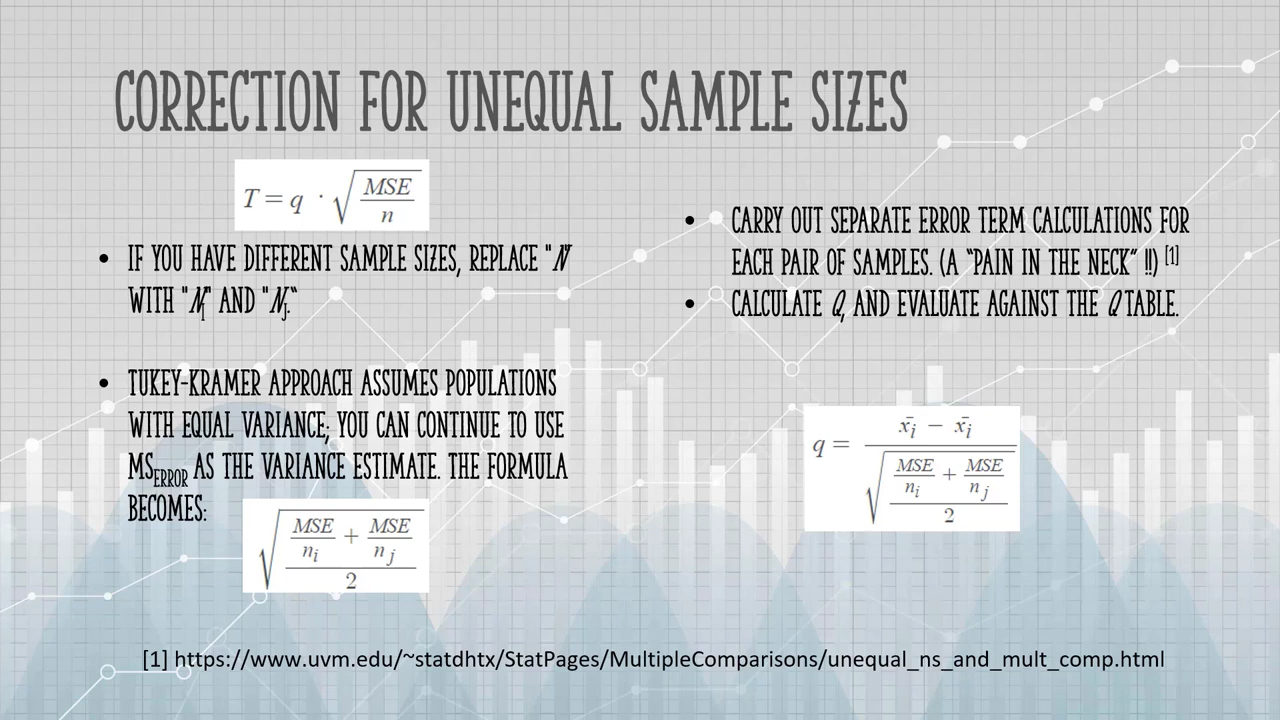 CORRECTION FOR UNEQUAL SAMPLE SIZES
T = q · √(MSE / n)
• IF YOU HAVE DIFFERENT SAMPLE SIZES, REPLACE "N"
WITH "Nᵢ" AND "Nⱼ"
• TUKEY-KRAMER APPROACH ASSUMES POPULATIONS
WITH EQUAL VARIANCE; YOU CAN CONTINUE TO USE
MS_ERROR AS THE VARIANCE ESTIMATE. THE FORMULA
BECOMES:
√((MSE / nᵢ + MSE / nⱼ) / 2)
• CARRY OUT SEPARATE ERROR TERM CALCULATIONS FOR
EACH PAIR OF SAMPLES. (A “PAIN IN THE NECK” !!) [1]
• CALCULATE Q, AND EVALUATE AGAINST THE Q TABLE.
q = (x̄ᵢ − x̄ᵢ) / √((MSE / nᵢ + MSE / nⱼ) / 2)
[1] https://www.uvm.edu/~statdhtx/StatPages/MultipleComparisons/unequal_ns_and_mult_comp.html